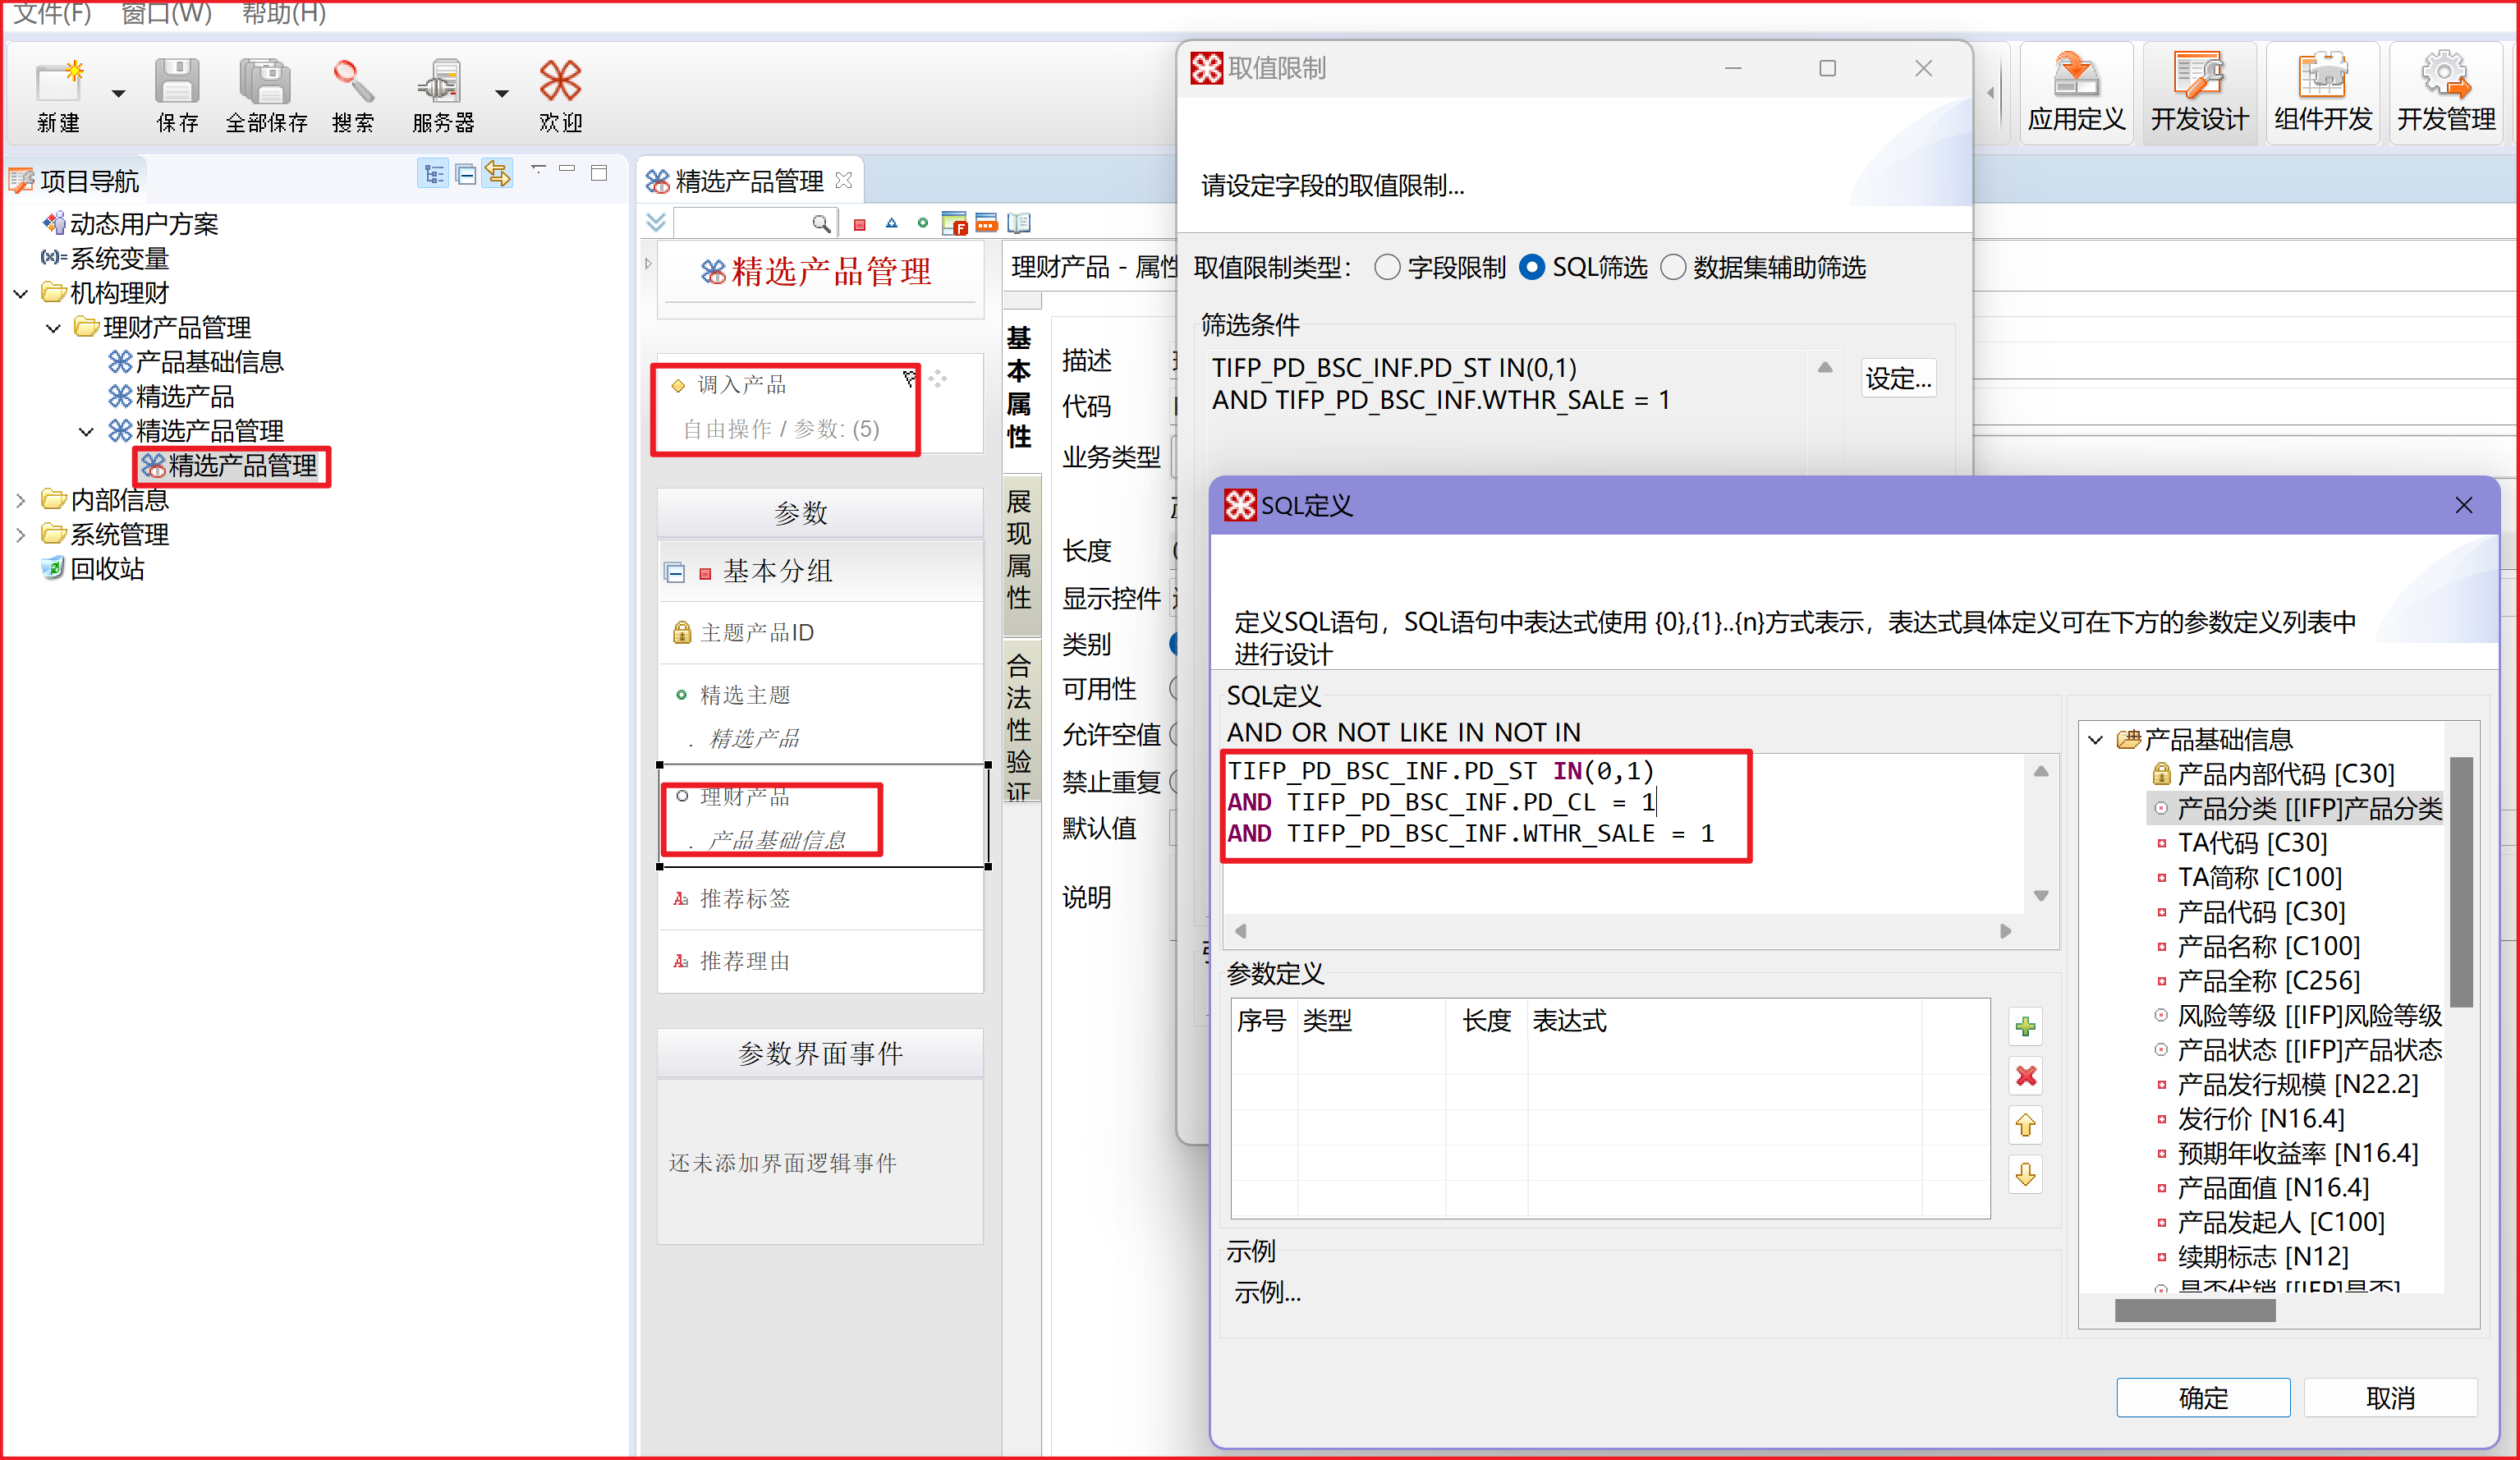 文件(F) 窗口(W) 帮助(H)
新建 保存 全部保存 搜索 服务器 欢迎
应用定义 开发设计 组件开发 开发管理
项目导航
动态用户方案
(x)=系统变量
机构理财
理财产品管理
产品基础信息
精选产品
精选产品管理
精选产品管理
内部信息
系统管理
回收站
精选产品管理
精选产品管理
调入产品
自由操作 / 参数: (5)
参数
基本分组
主题产品ID
精选主题
. 精选产品
理财产品
. 产品基础信息
推荐标签
推荐理由
参数界面事件
还未添加界面逻辑事件
理财产品 - 属性
基本属性
展现属性
合法性验证
描述
代码
业务类型
长度
显示控件
类别
可用性
允许空值
禁止重复
默认值
说明
取值限制
请设定字段的取值限制...
取值限制类型: 字段限制 SQL筛选 数据集辅助筛选
筛选条件
TIFP_PD_BSC_INF.PD_ST IN(0,1)
AND TIFP_PD_BSC_INF.WTHR_SALE = 1
设定...
SQL定义
定义SQL语句，SQL语句中表达式使用 {0},{1}..{n}方式表示，表达式具体定义可在下方的参数定义列表中
进行设计
SQL定义
AND OR NOT LIKE IN NOT IN
TIFP_PD_BSC_INF.PD_ST IN(0,1)
AND TIFP_PD_BSC_INF.PD_CL = 1
AND TIFP_PD_BSC_INF.WTHR_SALE = 1
参数定义
序号 类型 长度 表达式
示例
示例...
产品基础信息
产品内部代码 [C30]
产品分类 [[IFP]产品分类
TA代码 [C30]
TA简称 [C100]
产品代码 [C30]
产品名称 [C100]
产品全称 [C256]
风险等级 [[IFP]风险等级
产品状态 [[IFP]产品状态
产品发行规模 [N22.2]
发行价 [N16.4]
预期年收益率 [N16.4]
产品面值 [N16.4]
产品发起人 [C100]
续期标志 [N12]
是否代销 [[IFP]是否]
确定 取消